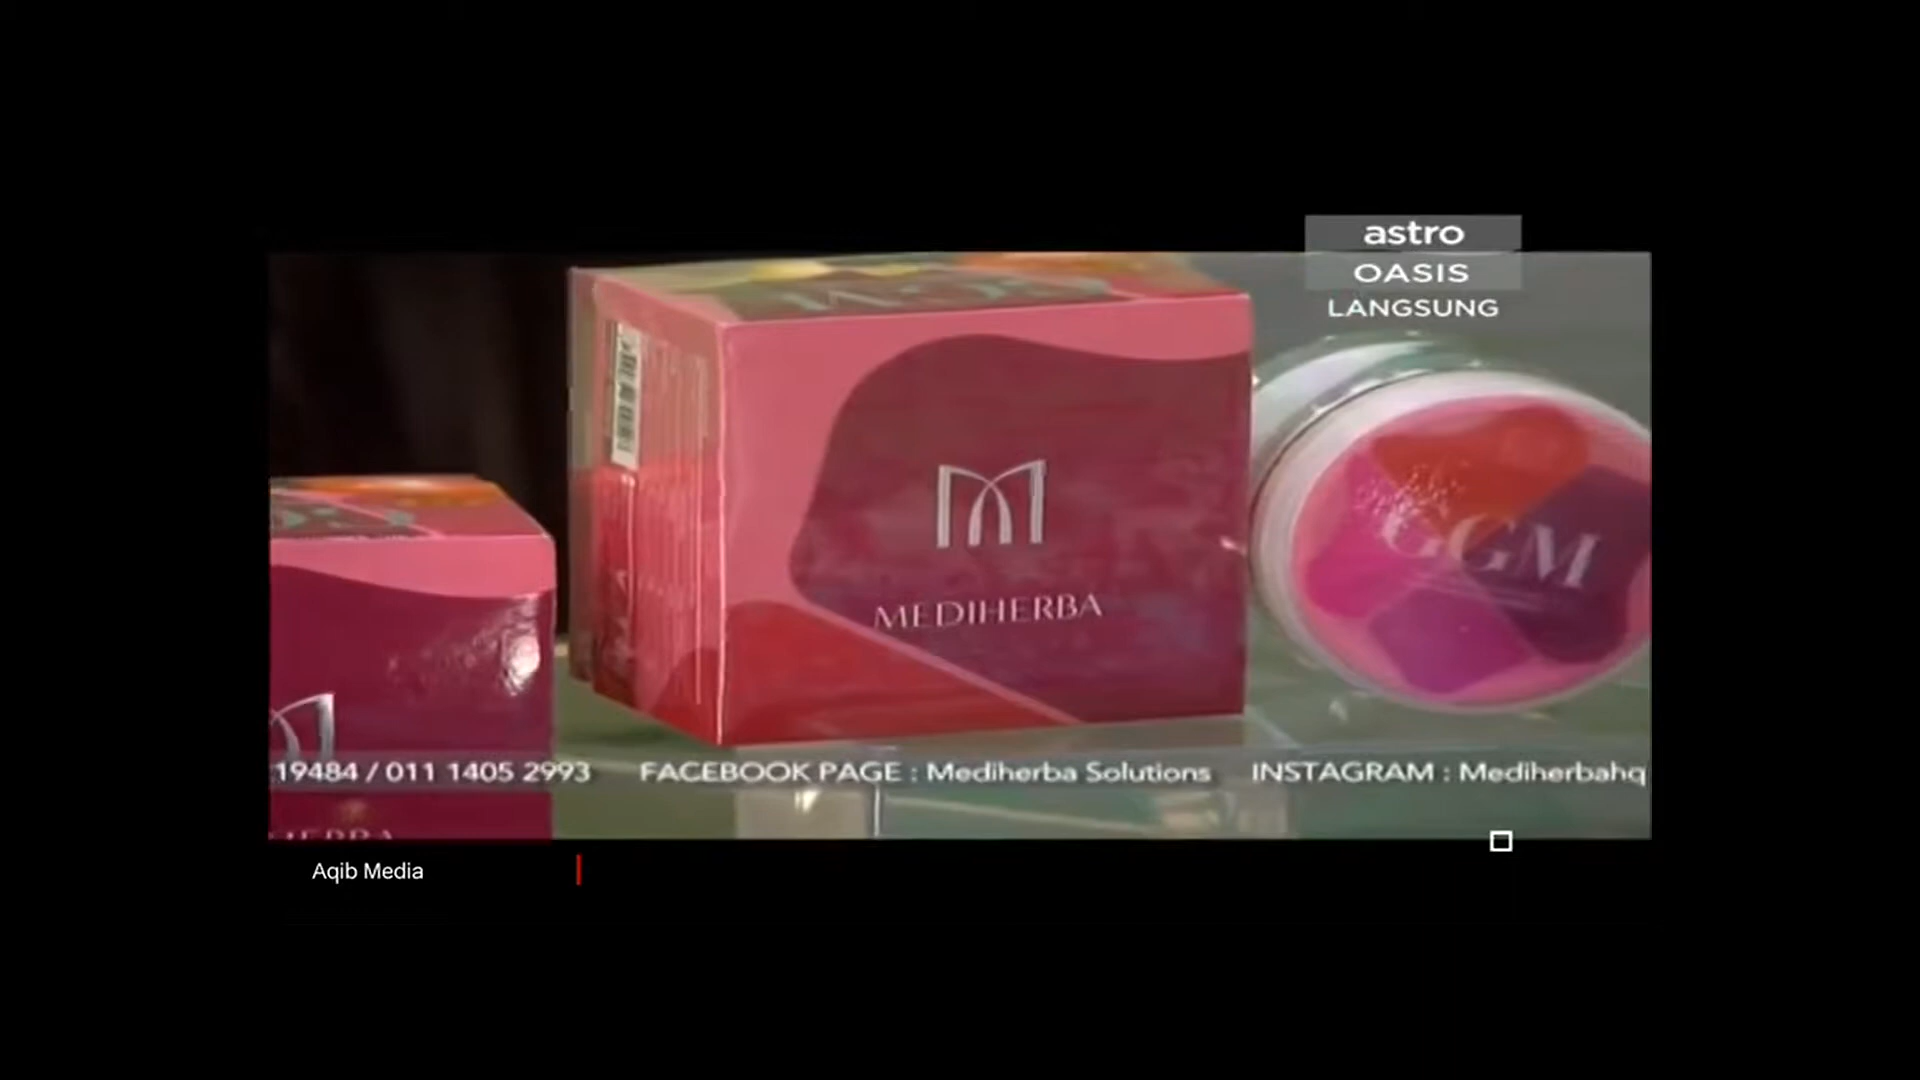 astro
OASIS
LANGSUNG
MEDIHERBA
GGM
19484 / 011 1405 2993 FACEBOOK PAGE : Mediherba Solutions INSTAGRAM : Mediherbahq
Aqib Media